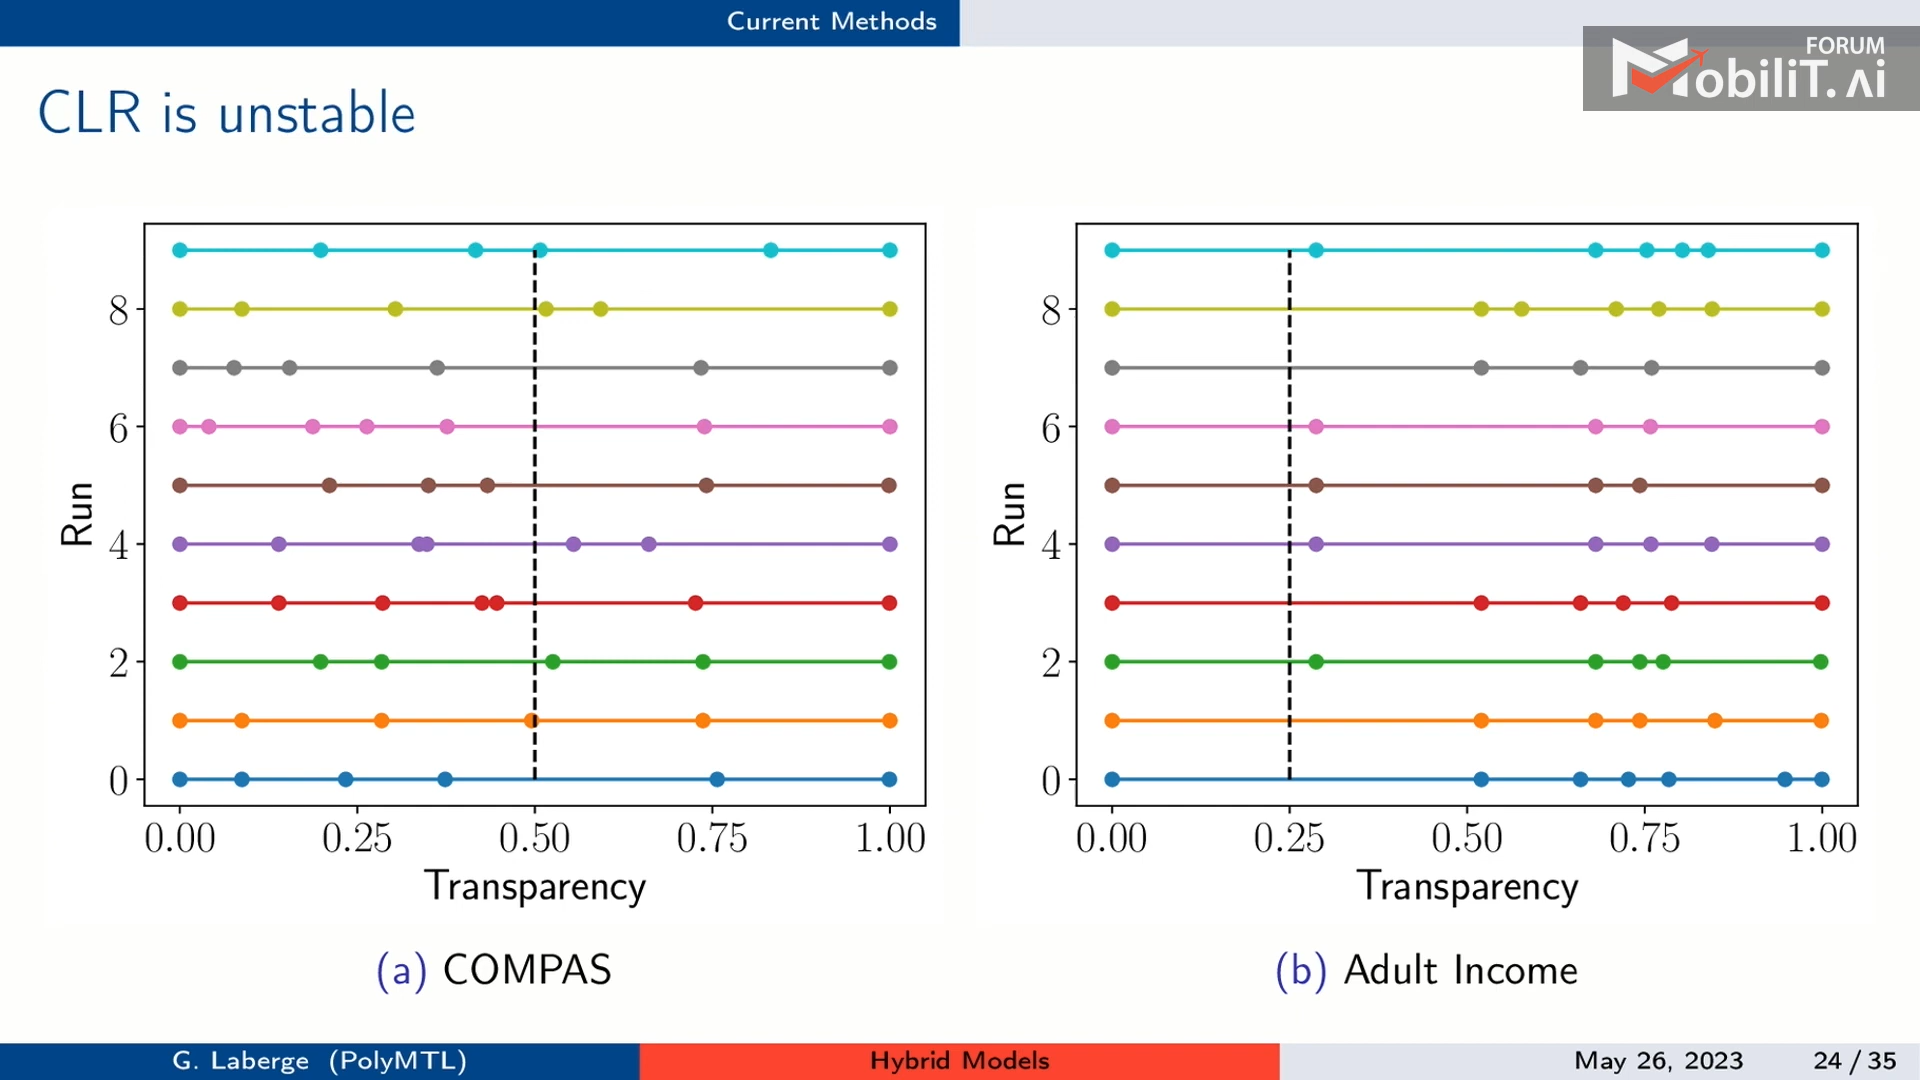 Current Methods
FORUM
MobiliT.Ai
CLR is unstable
8
6
4
2
0
Run
0.00 0.25 0.50 0.75 1.00
Transparency
(a) COMPAS
8
6
4
2
0
Run
0.00 0.25 0.50 0.75 1.00
Transparency
(b) Adult Income
G. Laberge (PolyMTL)
Hybrid Models
May 26, 2023
24 / 35